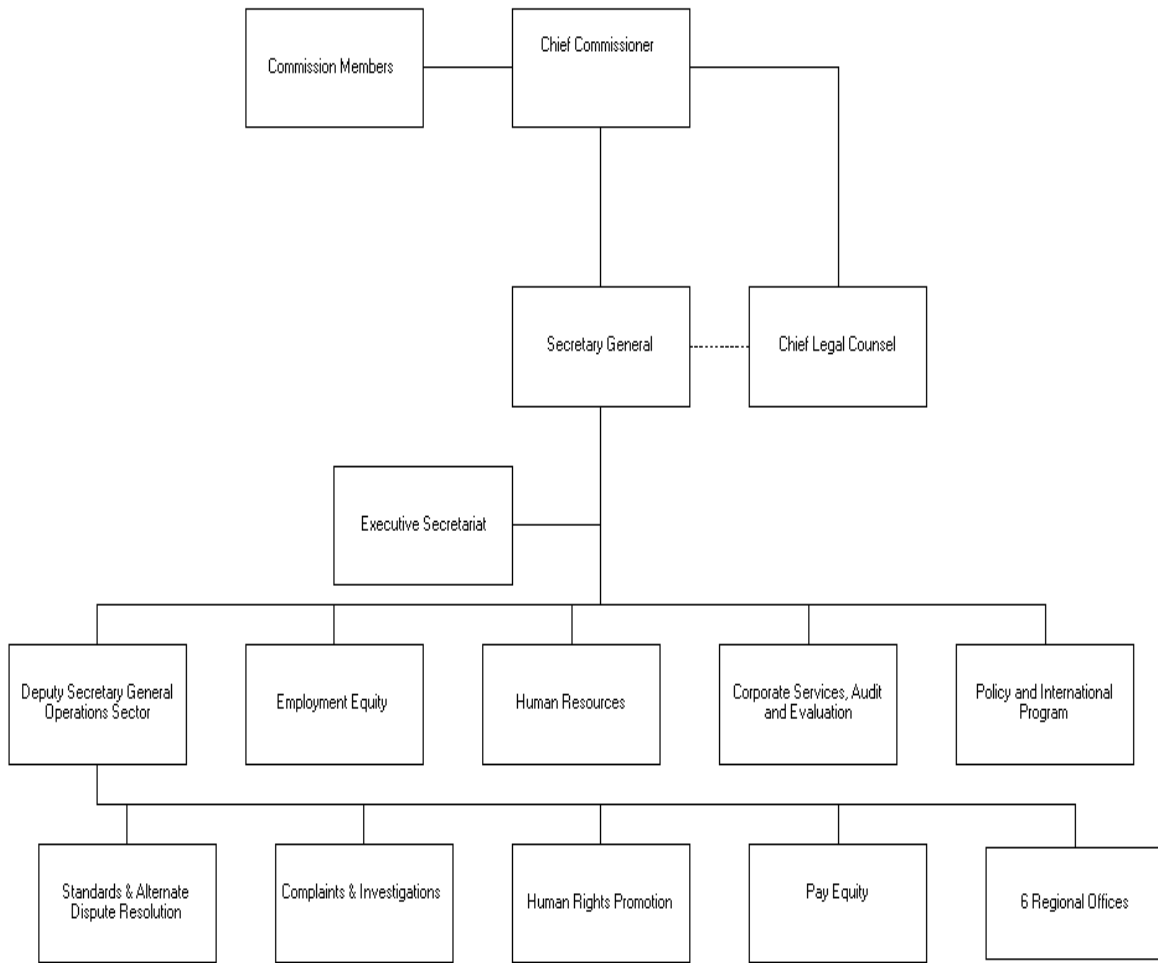 Commission Members
Chief Commissioner
Secretary General
Chief Legal Counsel
Executive Secretariat
Deputy Secretary General
Operations Sector
Employment Equity
Human Resources
Corporate Services, Audit
and Evaluation
Policy and International
Program
Standards & Alternate
Dispute Resolution
Complaints & Investigations
Human Rights Promotion
Pay Equity
6 Regional Offices